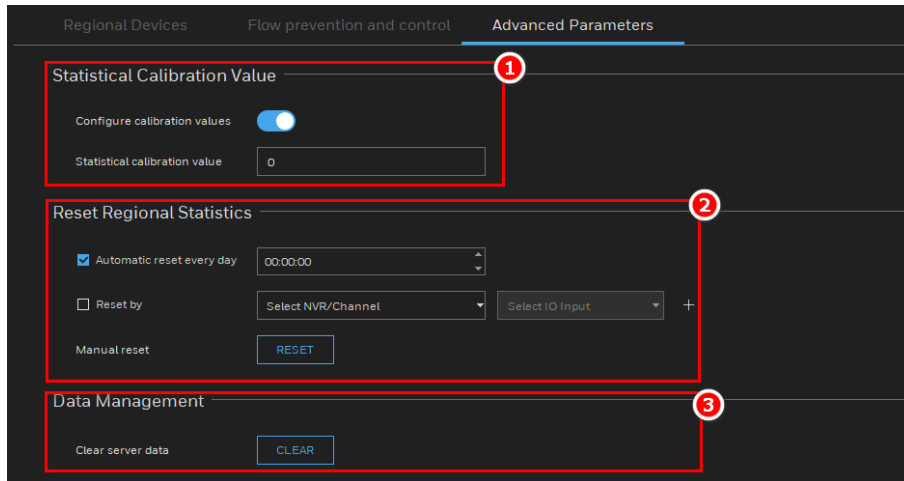 Regional Devices Flow prevention and control Advanced Parameters
Statistical Calibration Value 1
Configure calibration values
Statistical calibration value 0
Reset Regional Statistics 2
Automatic reset every day 00:00:00
Reset by Select NVR/Channel Select IO Input +
Manual reset RESET
Data Management 3
Clear server data CLEAR